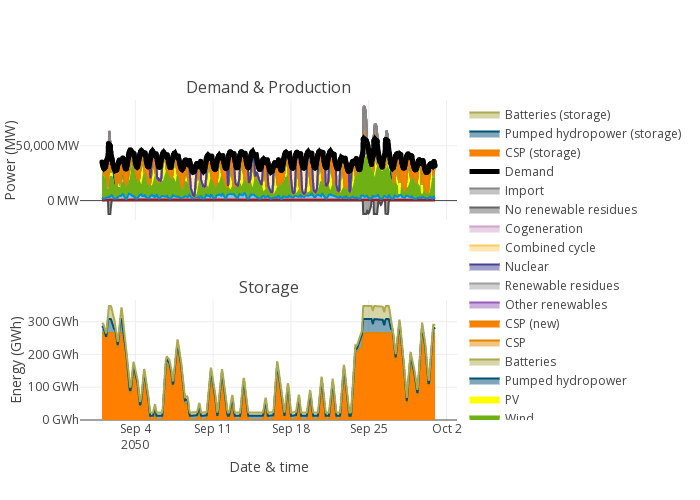 Demand & Production
Power (MW)
50,000 MW
0 MW
Storage
Energy (GWh)
300 GWh
200 GWh
100 GWh
0 GWh
Sep 4
2050
Sep 11
Sep 18
Sep 25
Oct 2
Date & time
Batteries (storage)
Pumped hydropower (storage)
CSP (storage)
Demand
Import
No renewable residues
Cogeneration
Combined cycle
Nuclear
Renewable residues
Other renewables
CSP (new)
CSP
Batteries
Pumped hydropower
PV
Wind